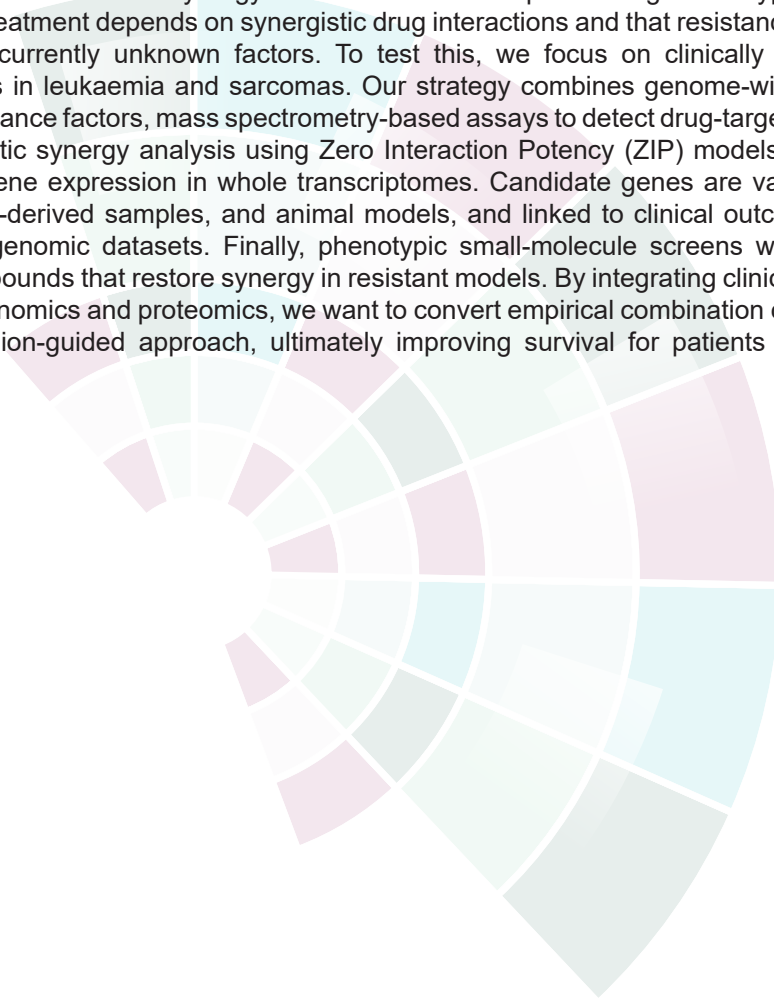 eatment depends on synergistic drug interactions and that resistanc
currently unknown factors. To test this, we focus on clinically
s in leukaemia and sarcomas. Our strategy combines genome-wi
ance factors, mass spectrometry-based assays to detect drug-targe
tic synergy analysis using Zero Interaction Potency (ZIP) models
ene expression in whole transcriptomes. Candidate genes are va
-derived samples, and animal models, and linked to clinical outc
genomic datasets. Finally, phenotypic small-molecule screens w
ounds that restore synergy in resistant models. By integrating clinic
nomics and proteomics, we want to convert empirical combination
ion-guided approach, ultimately improving survival for patients